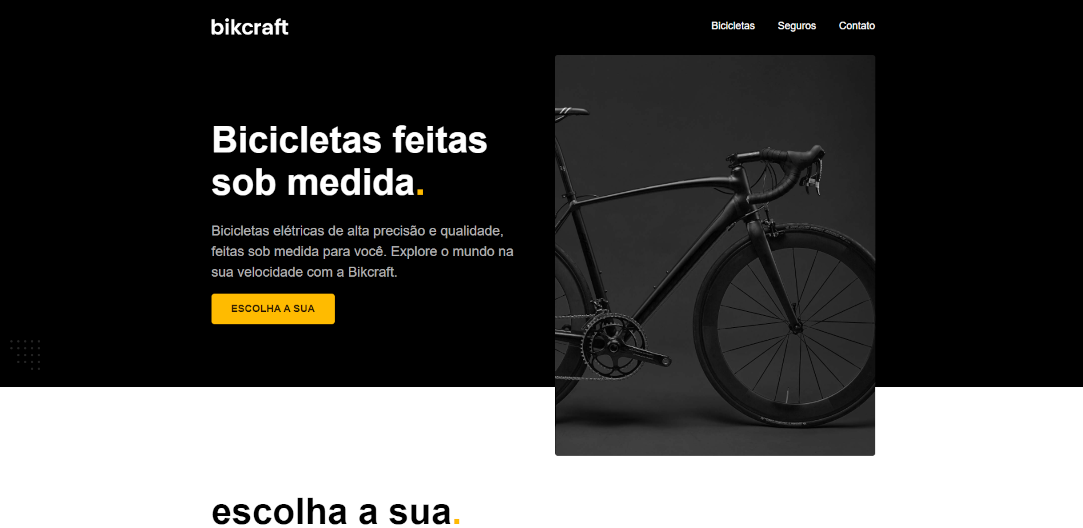 bikcraft
Bicicletas
Seguros
Contato
Bicicletas feitas
sob medida.
Bicicletas elétricas de alta precisão e qualidade,
feitas sob medida para você. Explore o mundo na
sua velocidade com a Bikcraft.
ESCOLHA A SUA
escolha a sua.